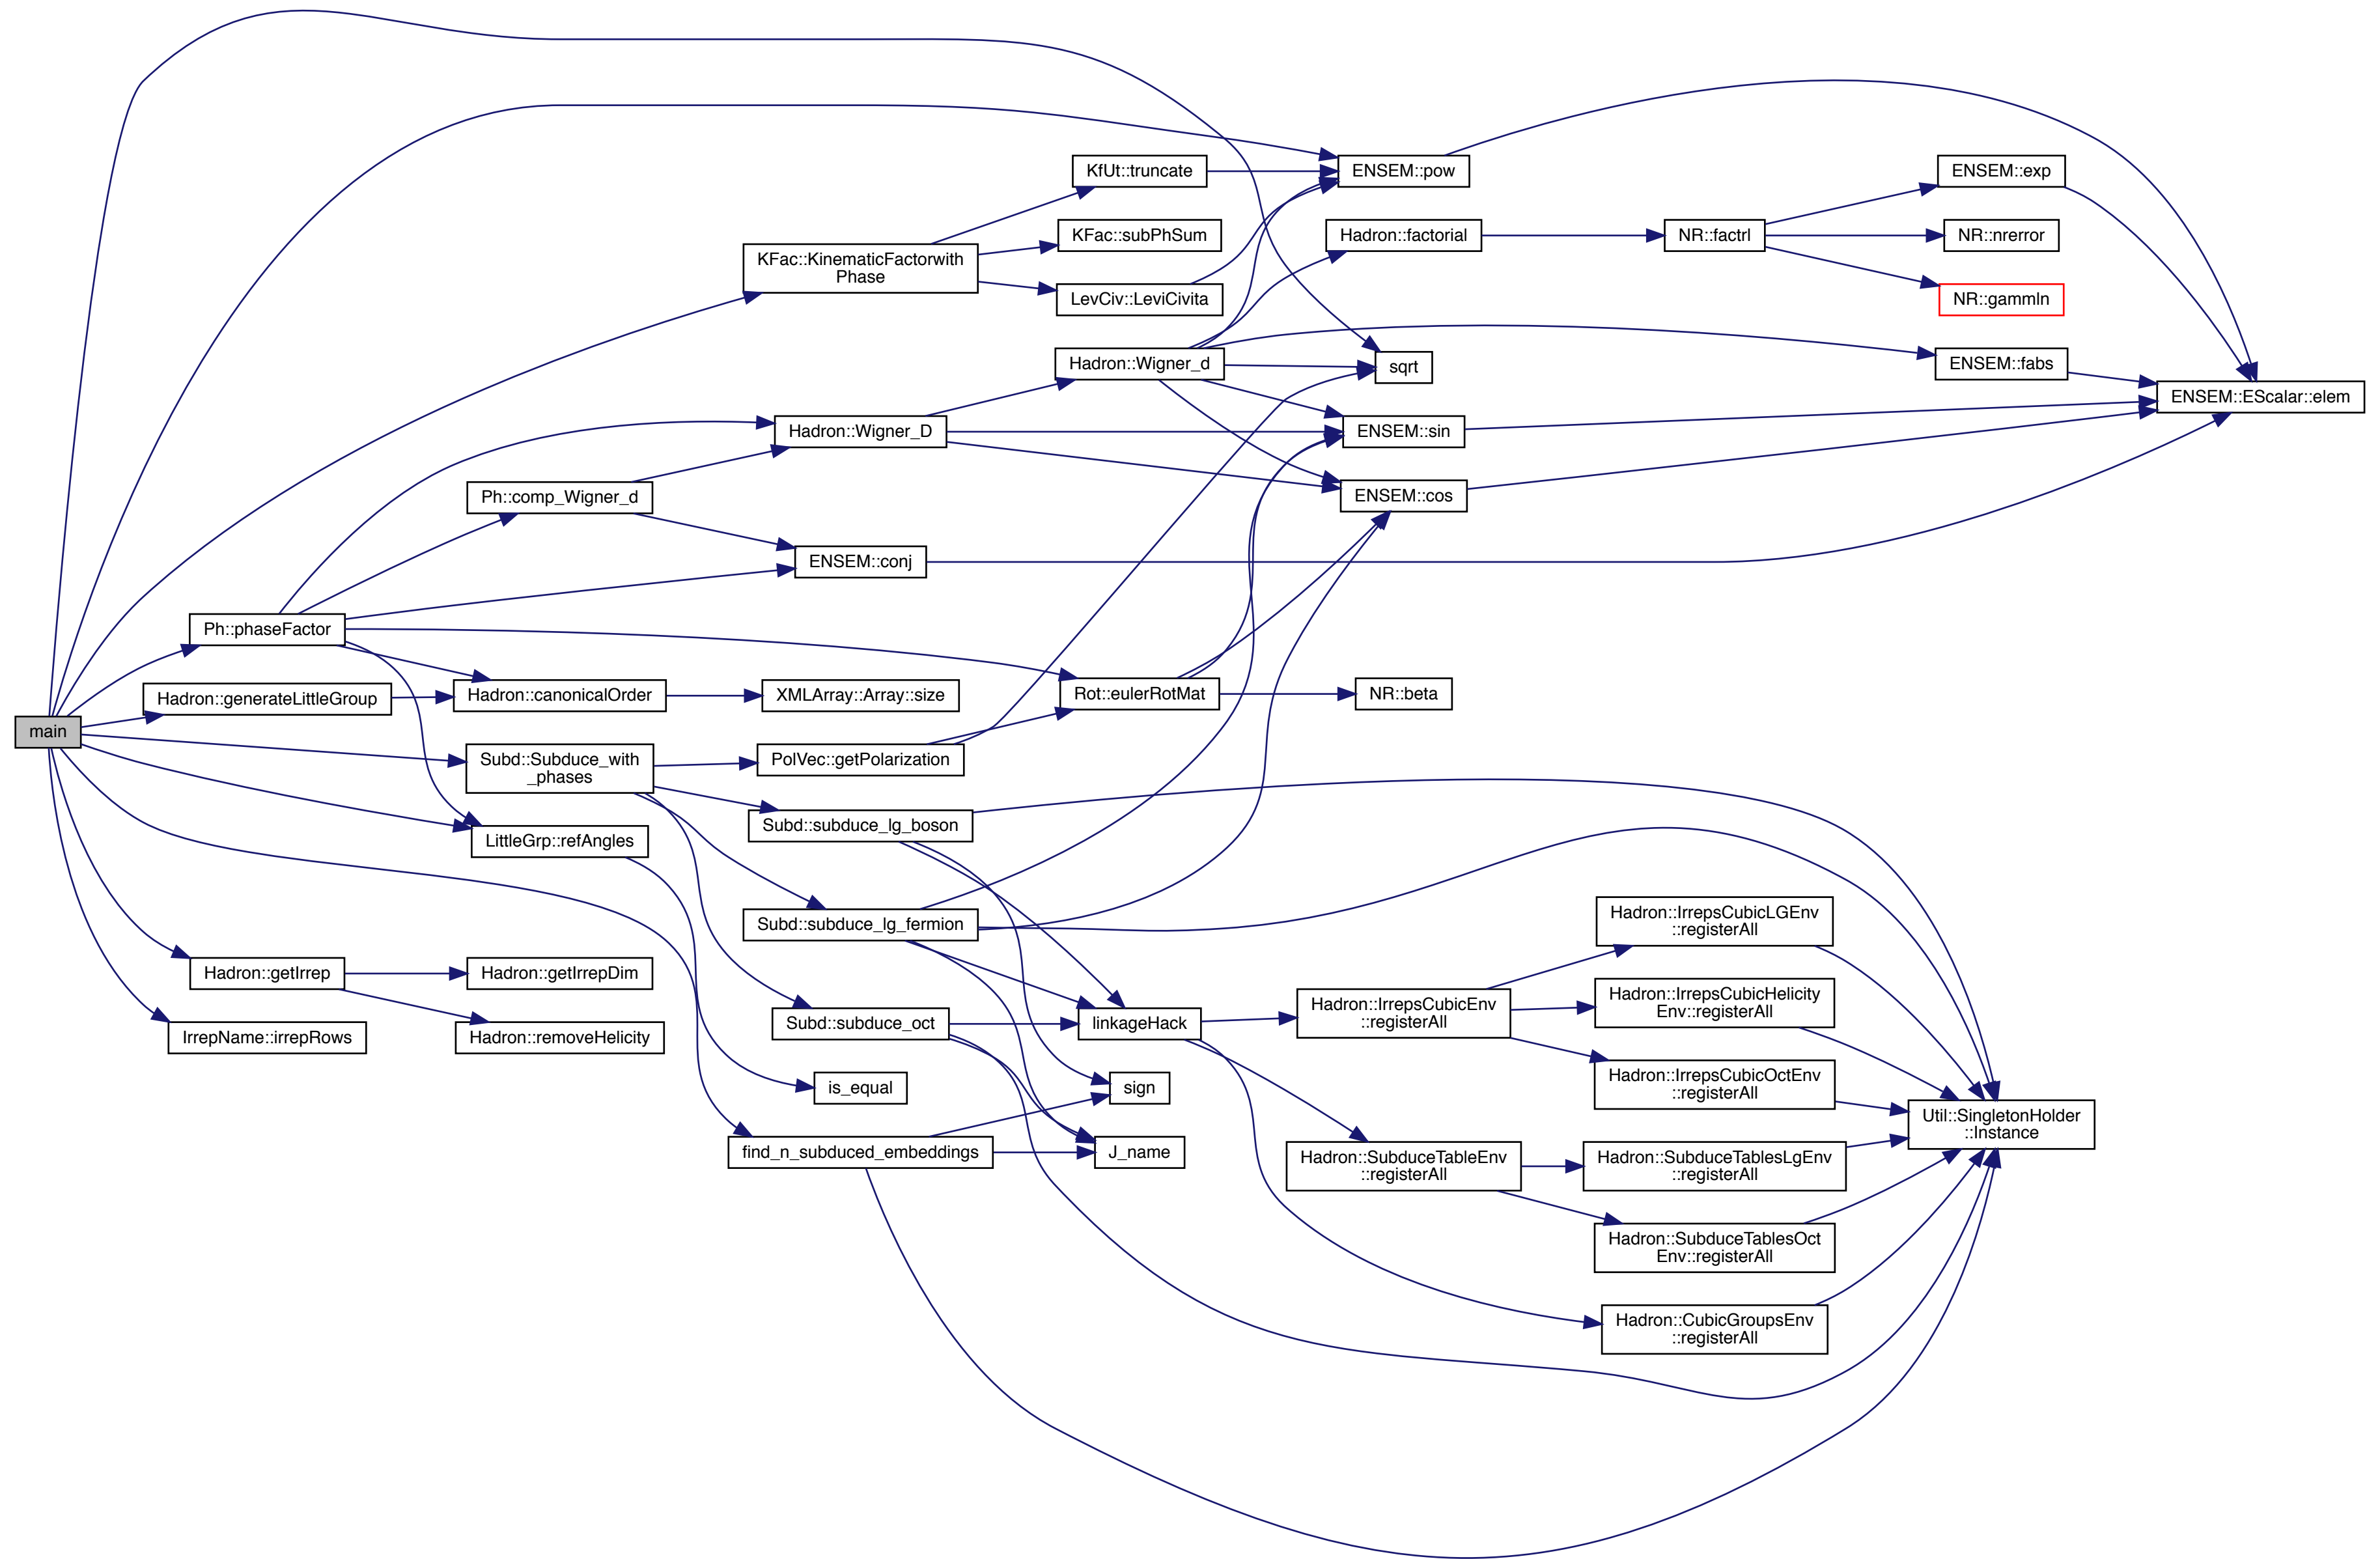 main
KFac::KinematicFactorwith
Phase
Ph::phaseFactor
Hadron::generateLittleGroup
Subd::Subduce_with
_phases
LittleGrp::refAngles
Hadron::getIrrep
IrrepName::irrepRows
Ph::comp_Wigner_d
Hadron::canonicalOrder
Hadron::getIrrepDim
Hadron::removeHelicity
Hadron::Wigner_D
ENSEM::conj
XMLArray::Array::size
PolVec::getPolarization
Subd::subduce_lg_boson
Subd::subduce_lg_fermion
Subd::subduce_oct
is_equal
find_n_subduced_embeddings
KfUt::truncate
KFac::subPhSum
LevCiv::LeviCivita
Hadron::Wigner_d
Rot::eulerRotMat
linkageHack
sign
J_name
ENSEM::pow
Hadron::factorial
sqrt
ENSEM::sin
ENSEM::cos
NR::beta
Hadron::IrrepsCubicEnv
::registerAll
Hadron::SubduceTableEnv
::registerAll
NR::factrl
Hadron::IrrepsCubicLGEnv
::registerAll
Hadron::IrrepsCubicHelicity
Env::registerAll
Hadron::IrrepsCubicOctEnv
::registerAll
Hadron::SubduceTablesLgEnv
::registerAll
Hadron::SubduceTablesOct
Env::registerAll
Hadron::CubicGroupsEnv
::registerAll
ENSEM::exp
NR::nrerror
NR::gammln
ENSEM::fabs
Util::SingletonHolder
::Instance
ENSEM::EScalar::elem